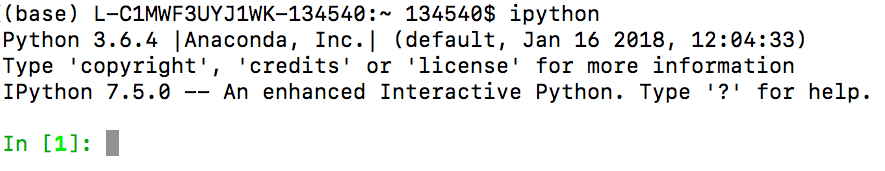 ((base) L-C1MWF3UYJ1WK-134540:~ 134540$ ipython
Python 3.6.4 |Anaconda, Inc.| (default, Jan 16 2018, 12:04:33)
Type 'copyright', 'credits' or 'license' for more information
IPython 7.5.0 -- An enhanced Interactive Python. Type '?' for help.
In [1]: